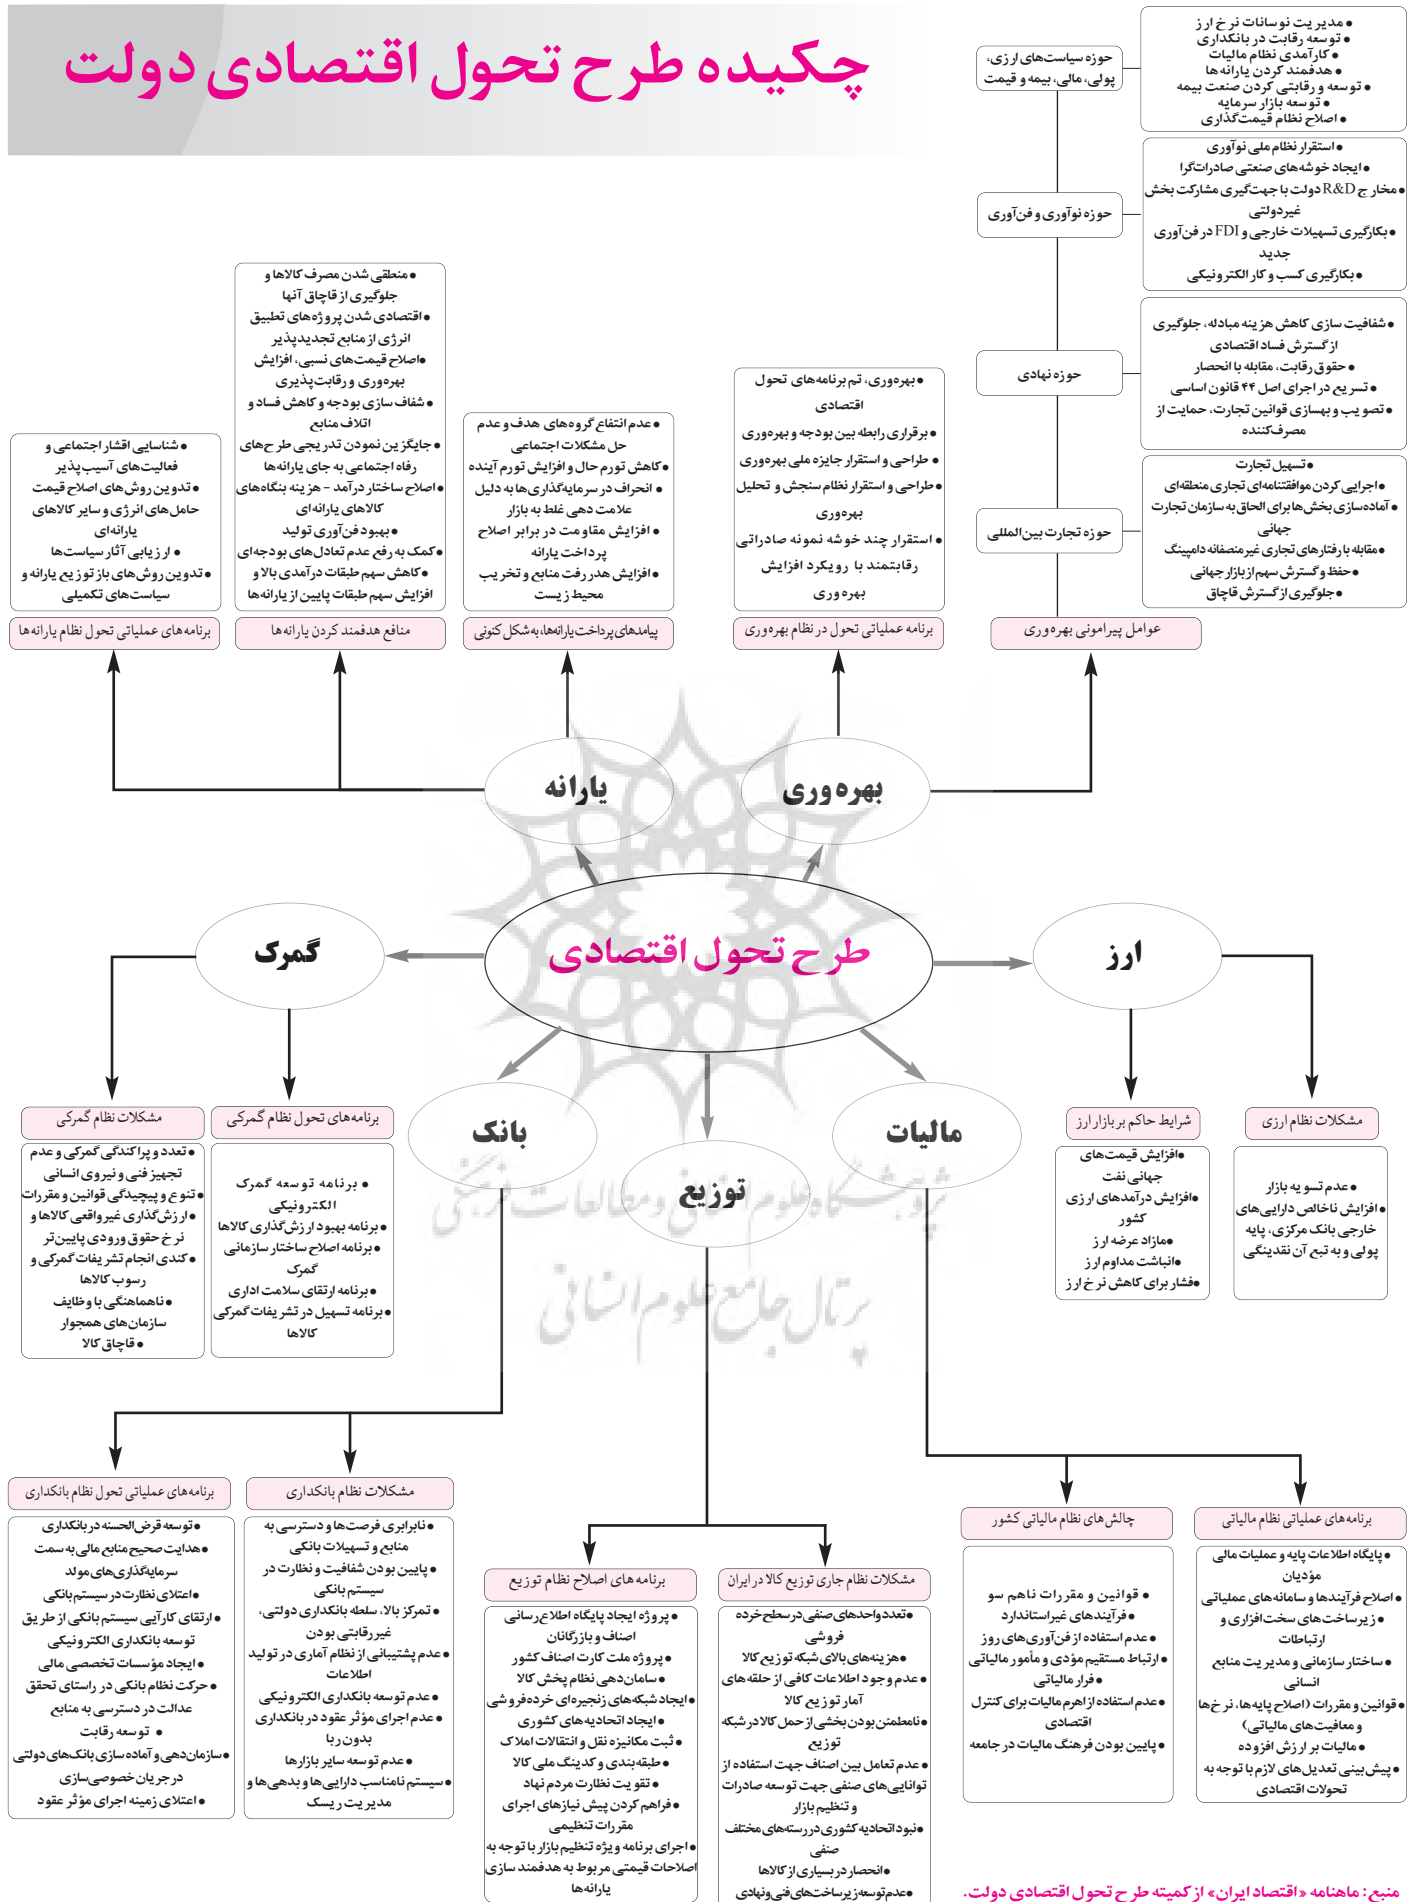 چکیده طرح تحول اقتصادی دولت
حوزه سیاست‌های ارزی،
پولی، مالی، بیمه و قیمت
● مدیریت نوسانات نرخ ارز
● توسعه رقابت در بانکداری
● کارآمدی نظام مالیات
● هدفمند کردن یارانه ها
● توسعه و رقابتی کردن صنعت بیمه
● توسعه بازار سرمایه
● اصلاح نظام قیمت‌گذاری
حوزه نوآوری و فن‌آوری
● استقرار نظام ملی نوآوری
● ایجاد خوشه‌های صنعتی صادرات‌گرا
● مخارج R&D دولت با جهت‌گیری مشارکت بخش
غیردولتی
● بکارگیری تسهیلات خارجی و FDI در فن‌آوری
جدید
● بکارگیری کسب و کار الکترونیکی
حوزه نهادی
● شفافیت سازی کاهش هزینه مبادله، جلوگیری
از گسترش فساد اقتصادی
● حقوق رقابت، مقابله با انحصار
● تسریع در اجرای اصل ۴۴ قانون اساسی
● تصویب و بهسازی قوانین تجارت، حمایت از
مصرف‌کننده
حوزه تجارت بین‌المللی
● تسهیل تجارت
● اجرایی کردن موافقتنامه‌ای تجاری منطقه‌ای
● آماده‌سازی بخش‌ها برای الحاق به سازمان تجارت
جهانی
● مقابله با رفتارهای تجاری غیرمنصفانه دامپینگ
● حفظ و گسترش سهم از بازار جهانی
● جلوگیری از گسترش قاچاق
عوامل پیرامونی بهره‌وری
● بهره‌وری، تم برنامه‌های تحول
اقتصادی
● برقراری رابطه بین بودجه و بهره‌وری
● طراحی و استقرار جایزه ملی بهره‌وری
● طراحی و استقرار نظام سنجش و تحلیل
بهره‌وری
● استقرار چند خوشه نمونه صادراتی
رقابتمند با رویکرد افزایش
بهره وری
برنامه عملیاتی تحول در نظام بهره‌وری
● عدم انتفاع گروه‌های هدف و عدم
حل مشکلات اجتماعی
● کاهش تورم حال و افزایش تورم آینده
● انحراف در سرمایه‌گذاری‌ها به دلیل
علامت دهی غلط به بازار
● افزایش مقاومت در برابر اصلاح
پرداخت یارانه
● افزایش هدر رفت منابع و تخریب
محیط زیست
پیامدهای پرداخت یارانه‌ها، به شکل کنونی
● منطقی شدن مصرف کالاها و
جلوگیری از قاچاق آنها
● اقتصادی شدن پروژه‌های تطبیق
انرژی از منابع تجدیدپذیر
● اصلاح قیمت‌های نسبی، افزایش
بهره‌وری و رقابت‌پذیری
● شفاف سازی بودجه و کاهش فساد و
اتلاف منابع
● جایگزین نمودن تدریجی طرح‌های
رفاه اجتماعی به جای یارانه‌ها
● اصلاح ساختار درآمد - هزینه بنگاه‌های
کالاهای یارانه‌ای
● بهبود فن‌آوری تولید
● کمک به رفع عدم تعادل‌های بودجه‌ای
● کاهش سهم طبقات درآمدی بالا و
افزایش سهم طبقات پایین از یارانه‌ها
منافع هدفمند کردن یارانه‌ها
● شناسایی اقشار اجتماعی و
فعالیت‌های آسیب‌پذیر
● تدوین روش‌های اصلاح قیمت
حامل‌های انرژی و سایر کالاهای
یارانه‌ای
● ارزیابی آثار سیاست‌ها
● تدوین روش‌های باز توزیع یارانه و
سیاست‌های تکمیلی
برنامه‌های عملیاتی تحول نظام یارانه‌ها
بهره وری
یارانه
طرح تحول اقتصادی
ارز
گمرک
مالیات
بانک
توزیع
پژوهشگاه علوم انسانی و مطالعات فرهنگی
پرتال جامع علوم انسانی
مشکلات نظام ارزی
● عدم تسویه بازار
● افزایش ناخالص دارایی‌های
خارجی بانک مرکزی، پایه
پولی و به تبع آن نقدینگی
شرایط حاکم بر بازار ارز
● افزایش قیمت‌های
جهانی نفت
● افزایش درآمدهای ارزی
کشور
● مازاد عرضه ارز
● انباشت مداوم ارز
● فشار برای کاهش نرخ ارز
برنامه‌های تحول نظام گمرکی
● برنامه توسعه گمرک
الکترونیکی
● برنامه بهبود ارزش‌گذاری کالاها
● برنامه اصلاح ساختار سازمانی
گمرک
● برنامه ارتقای سلامت اداری
● برنامه تسهیل در تشریفات گمرکی
کالاها
مشکلات نظام گمرکی
● تعدد و پراکندگی گمرکی و عدم
تجهیز فنی و نیروی انسانی
● تنوع و پیچیدگی قوانین و مقررات
● ارزش‌گذاری غیرواقعی کالاها و
نرخ حقوق ورودی پایین‌تر
● کندی انجام تشریفات گمرکی و
رسوب کالاها
● ناهماهنگی با وظایف
سازمان‌های همجوار
● قاچاق کالا
برنامه‌های عملیاتی نظام مالیاتی
● پایگاه اطلاعات پایه و عملیات مالی
مؤدیان
● اصلاح فرآیندها و سامانه‌های عملیاتی
● زیرساخت‌های سخت‌افزاری و
ارتباطات
● ساختار سازمانی و مدیریت منابع
انسانی
● قوانین و مقررات (اصلاح پایه‌ها، نرخ‌ها
و معافیت‌های مالیاتی)
● مالیات بر ارزش افزوده
● پیش‌بینی تعدیل‌های لازم با توجه به
تحولات اقتصادی
چالش‌های نظام مالیاتی کشور
● قوانین و مقررات ناهم سو
● فرآیندهای غیراستاندارد
● عدم استفاده از فن‌آوری‌های روز
● ارتباط مستقیم مؤدی و مأمور مالیاتی
● فرار مالیاتی
● عدم استفاده از اهرم مالیات برای کنترل
اقتصادی
● پایین بودن فرهنگ مالیات در جامعه
مشکلات نظام جاری توزیع کالا در ایران
● تعدد واحدهای صنفی در سطح خرده
فروشی
● هزینه‌های بالای شبکه توزیع کالا
● عدم وجود اطلاعات کافی از حلقه‌های
آمار توزیع کالا
● نامطمئن بودن بخشی از حمل کالا در شبکه
توزیع
● عدم تعامل بین اصناف جهت استفاده از
توانایی‌های صنفی جهت توسعه صادرات
و تنظیم بازار
● نبود اتحادیه کشوری در رسته‌های مختلف
صنفی
● انحصار در بسیاری از کالاها
● عدم توسعه زیرساخت‌های فنی و نهادی
برنامه های اصلاح نظام توزیع
● پروژه ایجاد پایگاه اطلاع‌رسانی
اصناف و بازرگانان
● پروژه ملت کارت اصناف کشور
● سامان‌دهی نظام پخش کالا
● ایجاد شبکه‌های زنجیره‌ای خرده‌فروشی
● ایجاد اتحادیه‌های کشوری
● ثبت مکانیزه نقل و انتقالات املاک
● طبقه‌بندی و کدینگ ملی کالا
● تقویت نظارت مردم نهاد
● فراهم کردن پیش نیازهای اجرای
مقررات تنظیمی
● اجرای برنامه ویژه تنظیم بازار با توجه به
اصلاحات قیمتی مربوط به هدفمند سازی
یارانه‌ها
مشکلات نظام بانکداری
● نابرابری فرصت‌ها و دسترسی به
منابع و تسهیلات بانکی
● پایین بودن شفافیت و نظارت در
سیستم بانکی
● تمرکز بالا، سلطه بانکداری دولتی،
غیررقابتی بودن
● عدم پشتیبانی از نظام آماری در تولید
اطلاعات
● عدم توسعه بانکداری الکترونیکی
● عدم اجرای مؤثر عقود در بانکداری
بدون ربا
● عدم توسعه سایر بازارها
● سیستم نامناسب دارایی‌ها و بدهی‌ها و
مدیریت ریسک
برنامه‌های عملیاتی تحول نظام بانکداری
● توسعه قرض‌الحسنه در بانکداری
● هدایت صحیح منابع مالی به سمت
سرمایه‌گذاری‌های مولد
● اعتلای نظارت در سیستم بانکی
● ارتقای کارآیی سیستم بانکی از طریق
توسعه بانکداری الکترونیکی
● ایجاد مؤسسات تخصصی مالی
● حرکت نظام بانکی در راستای تحقق
عدالت در دسترسی به منابع
● توسعه رقابت
● سازمان‌دهی و آماده سازی بانک‌های دولتی
در جریان خصوصی‌سازی
● اعتلای زمینه اجرای مؤثر عقود
منبع: ماهنامه «اقتصاد ایران» از کمیته طرح تحول اقتصادی دولت.